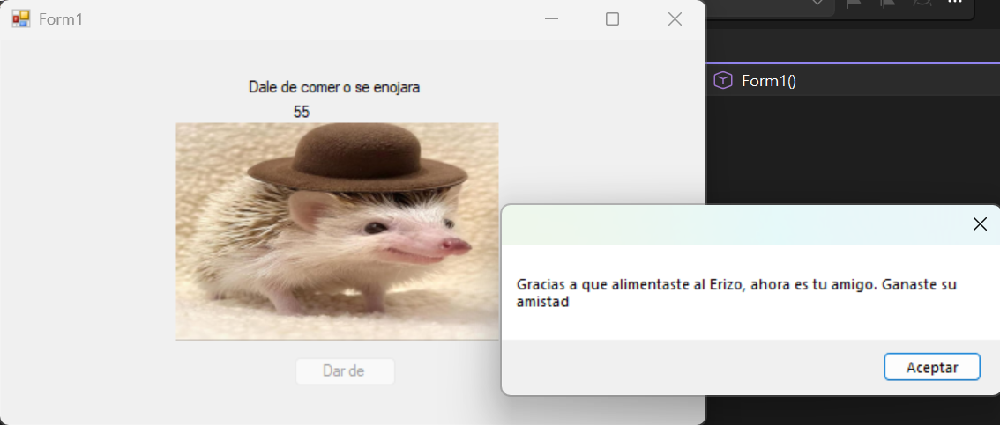 Form1
Dale de comer o se enojara
55
Dar de
Form1()
Gracias a que alimentaste al Erizo, ahora es tu amigo. Ganaste su
amistad
Aceptar